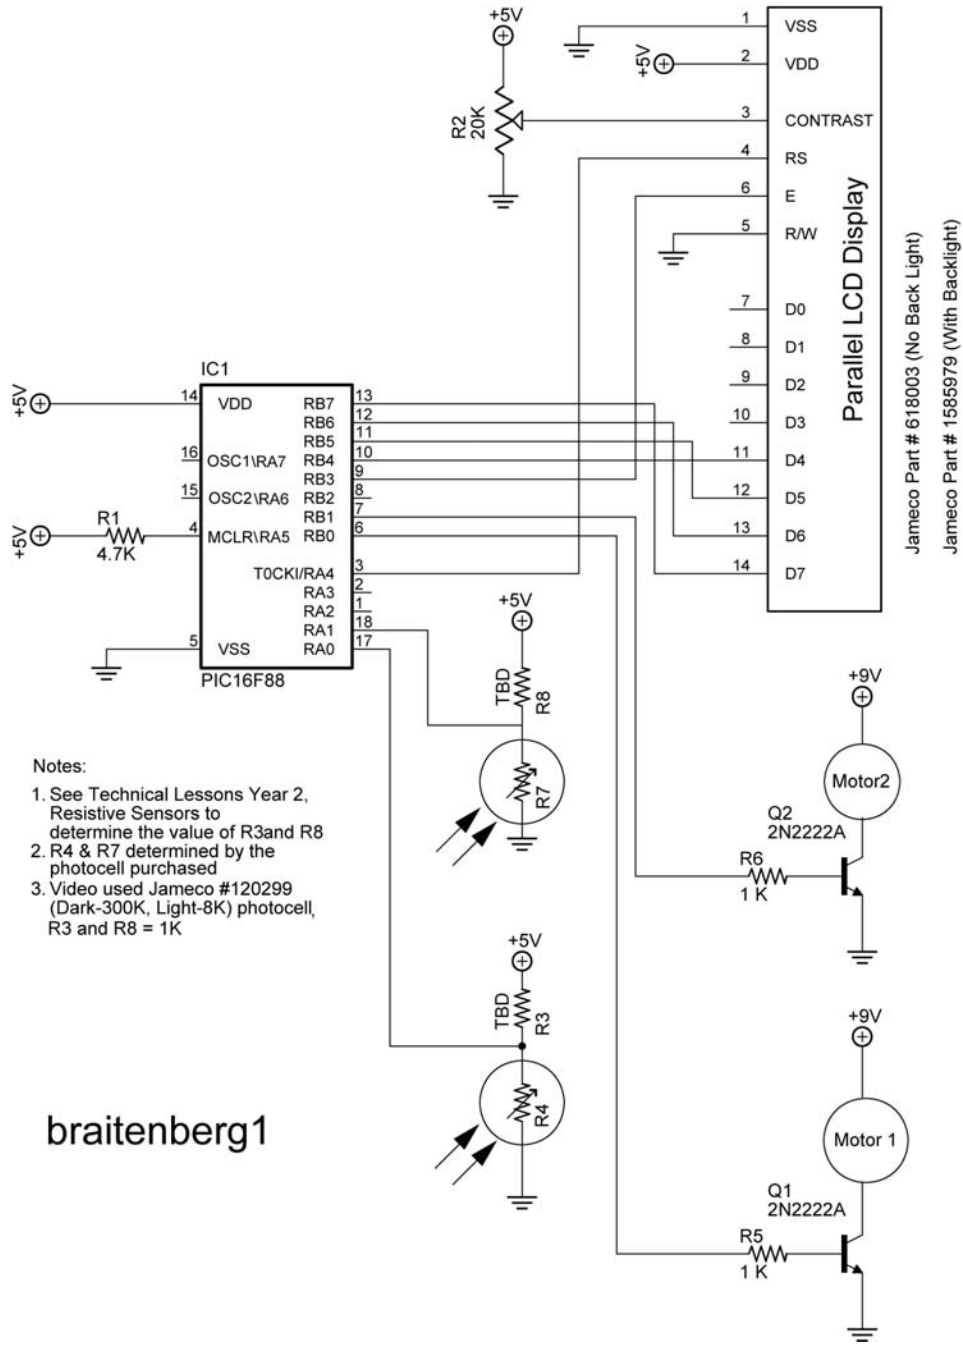 +5V
R2
20K
+5V
1
VSS
2
VDD
3
CONTRAST
4
RS
6
E
5
R/W
7
D0
8
D1
9
D2
10
D3
11
D4
12
D5
13
D6
14
D7
Parallel LCD Display
Jameco Part # 618003 (No Back Light)
Jameco Part # 1585979 (With Backlight)
IC1
+5V
14
VDD
16
OSC1\RA7
15
OSC2\RA6
+5V
R1
4.7K
4
MCLR\RA5
5
VSS
RB7
13
RB6
12
RB5
11
RB4
10
RB3
9
RB2
8
RB1
7
RB0
6
T0CKI/RA4
3
RA3
2
RA2
1
RA1
18
RA0
17
PIC16F88
+5V
TBD
R8
R7
+9V
Motor2
Q2
2N2222A
R6
1 K
Notes:
1. See Technical Lessons Year 2,
Resistive Sensors to
determine the value of R3and R8
2. R4 & R7 determined by the
photocell purchased
3. Video used Jameco #120299
(Dark-300K, Light-8K) photocell,
R3 and R8 = 1K
+5V
TBD
R3
R4
+9V
Motor 1
Q1
2N2222A
R5
1 K
braitenberg1